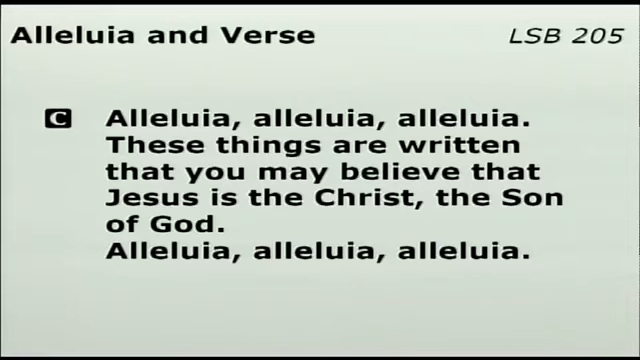 Alleluia and Verse LSB 205
C Alleluia, alleluia, alleluia.
These things are written
that you may believe that
Jesus is the Christ, the Son
of God.
Alleluia, alleluia, alleluia.